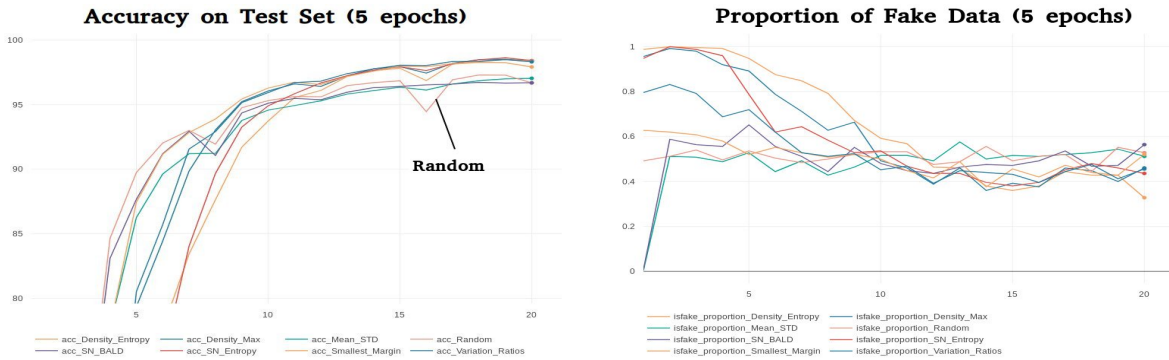 Accuracy on Test Set (5 epochs)
100
95
90
85
80
5
10
15
20
Random
acc_Density_Entropy
acc_Density_Max
acc_Mean_STD
acc_Random
acc_SN_BALD
acc_SN_Entropy
acc_Smallest_Margin
acc_Variation_Ratios
Proportion of Fake Data (5 epochs)
1
0.8
0.6
0.4
0.2
0
5
10
15
20
isfake_proportion_Density_Entropy
isfake_proportion_Density_Max
isfake_proportion_Mean_STD
isfake_proportion_Random
isfake_proportion_SN_BALD
isfake_proportion_SN_Entropy
isfake_proportion_Smallest_Margin
isfake_proportion_Variation_Ratios